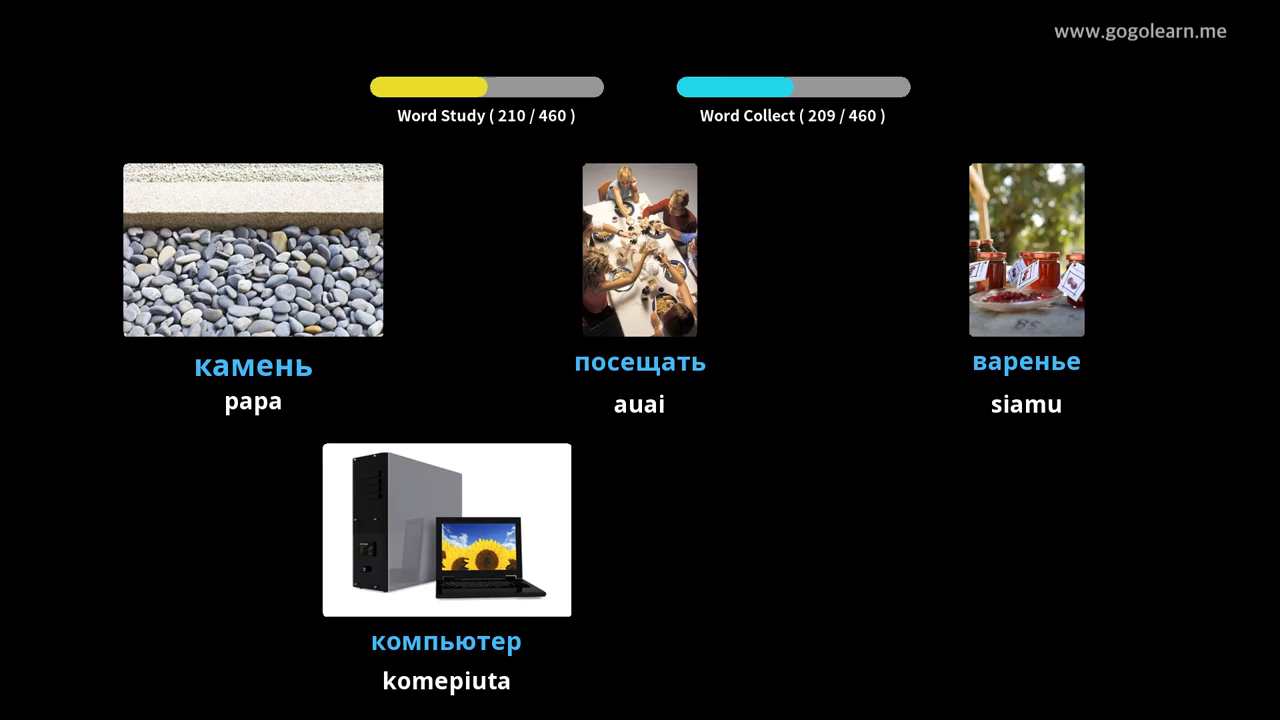 www.gogolearn.me
Word Study ( 210 / 460 )
Word Collect ( 209 / 460 )
камень
papa
посещать
auai
варенье
siamu
компьютер
komepiuta